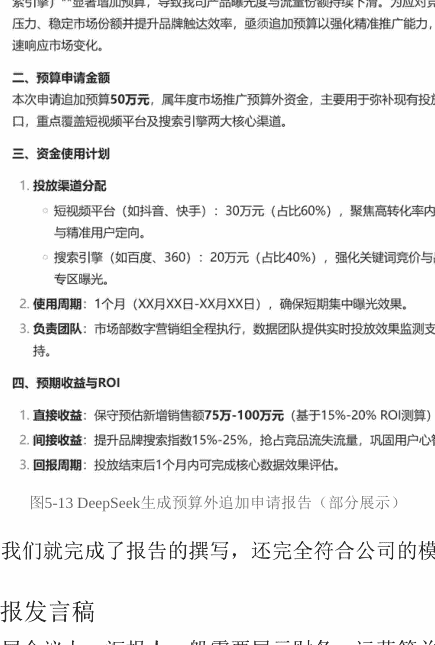 索引擎）**显著增加预算，导致我司产品曝光度与流量份额持续下滑。为应对竞
压力、稳定市场份额并提升品牌触达效率，亟须追加预算以强化精准推广能力，
速响应市场变化。
二、预算申请金额
本次申请追加预算50万元，属年度市场推广预算外资金，主要用于弥补现有投放
口，重点覆盖短视频平台及搜索引擎两大核心渠道。
三、资金使用计划
1. 投放渠道分配
○ 短视频平台（如抖音、快手）：30万元（占比60%），聚焦高转化率内
与精准用户定向。
○ 搜索引擎（如百度、360）：20万元（占比40%），强化关键词竞价与
专区曝光。
2. 使用周期：1个月（XX月XX日-XX月XX日），确保短期集中曝光效果。
3. 负责团队：市场部数字营销组全程执行，数据团队提供实时投放效果监测支
持。
四、预期收益与ROI
1. 直接收益：保守预估新增销售额75万-100万元（基于15%-20% ROI测算）
2. 间接收益：提升品牌搜索指数15%-25%，抢占竞品流失流量，巩固用户心
3. 回报周期：投放结束后1个月内可完成核心数据效果评估。
图5-13 DeepSeek生成预算外追加申请报告（部分展示）
我们就完成了报告的撰写，还完全符合公司的模
报发言稿